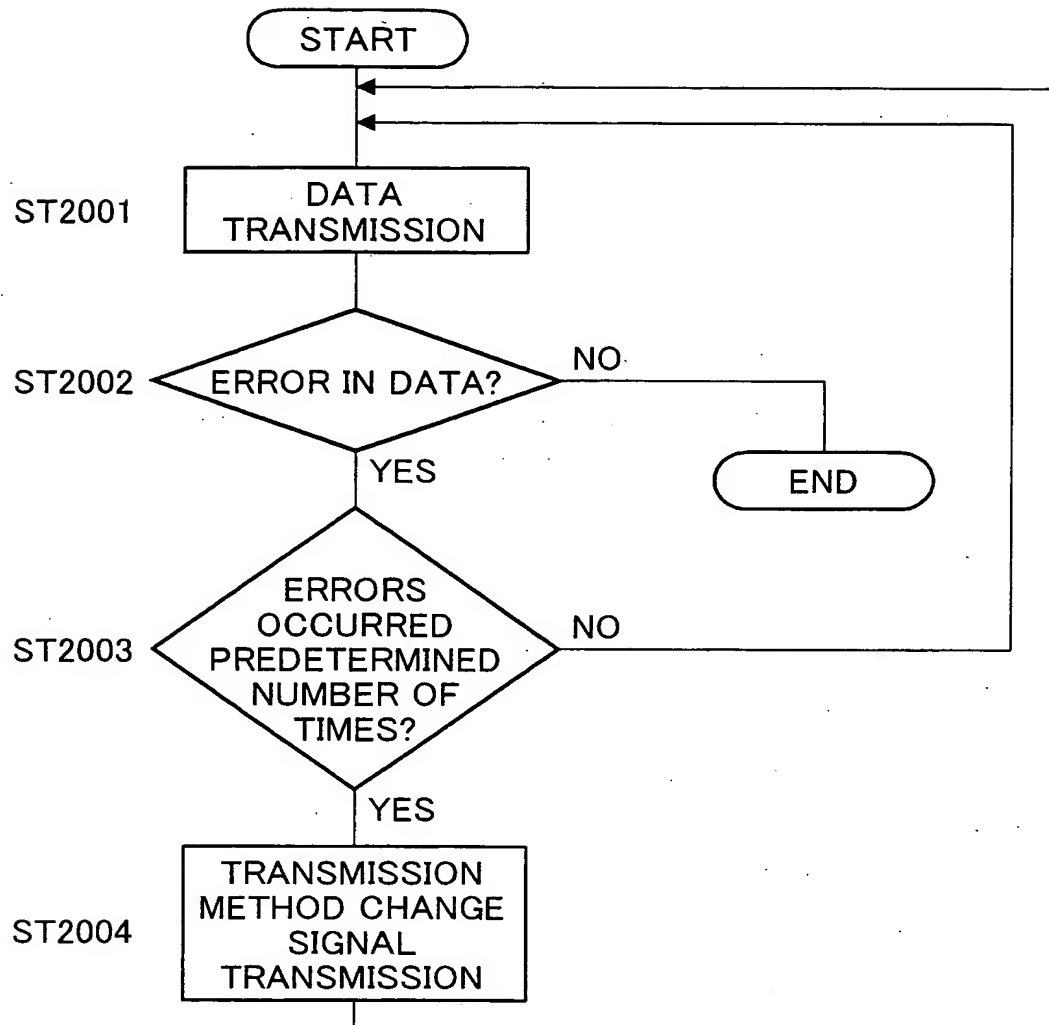 START
ST2001
DATA
TRANSMISSION
ST2002
ERROR IN DATA?
NO
YES
END
ST2003
ERRORS
OCCURRED
PREDETERMINED
NUMBER OF
TIMES?
NO
YES
ST2004
TRANSMISSION
METHOD CHANGE
SIGNAL
TRANSMISSION